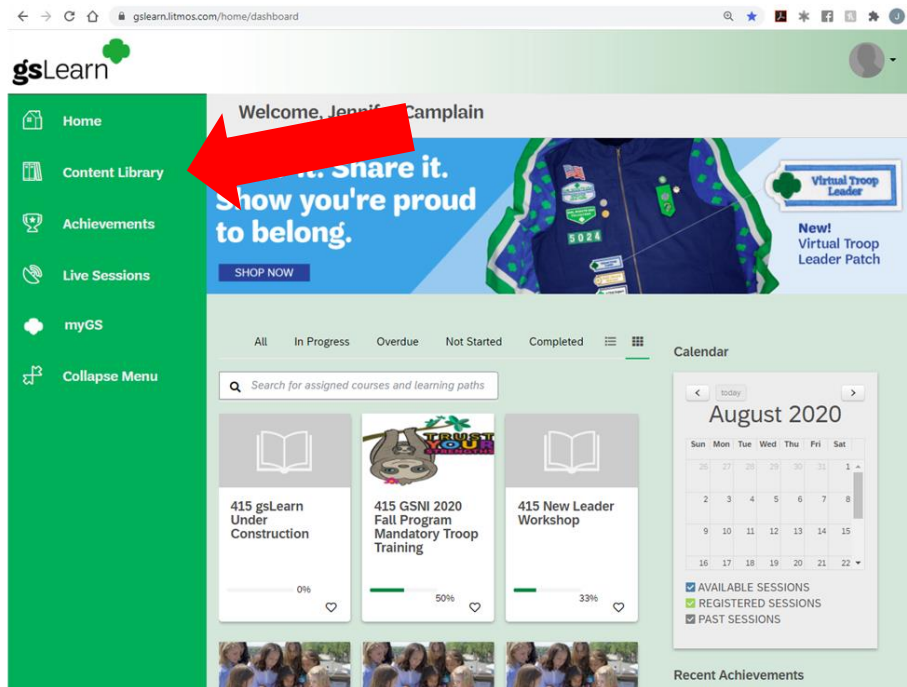 gslearn.litmos.com/home/dashboard
J
gsLearn
Home
Content Library
Achievements
Live Sessions
myGS
Collapse Menu
Welcome, Camplain
it. Share it.
Show you're proud
to belong.
SHOP NOW
5024
Virtual Troop
Leader
New!
Virtual Troop
Leader Patch
All In Progress Overdue Not Started Completed
Search for assigned courses and learning paths
415 gsLearn
Under
Construction
0%
TRUST
YOUR
STRENGTHS
415 GSNI 2020
Fall Program
Mandatory Troop
Training
50%
415 New Leader
Workshop
33%
Calendar
today
August 2020
Sun Mon Tue Wed Thu Fri Sat
26 27 28 29 30 31 1
2 3 4 5 6 7 8
9 10 11 12 13 14 15
16 17 18 19 20 21 22
AVAILABLE SESSIONS
REGISTERED SESSIONS
PAST SESSIONS
Recent Achievements